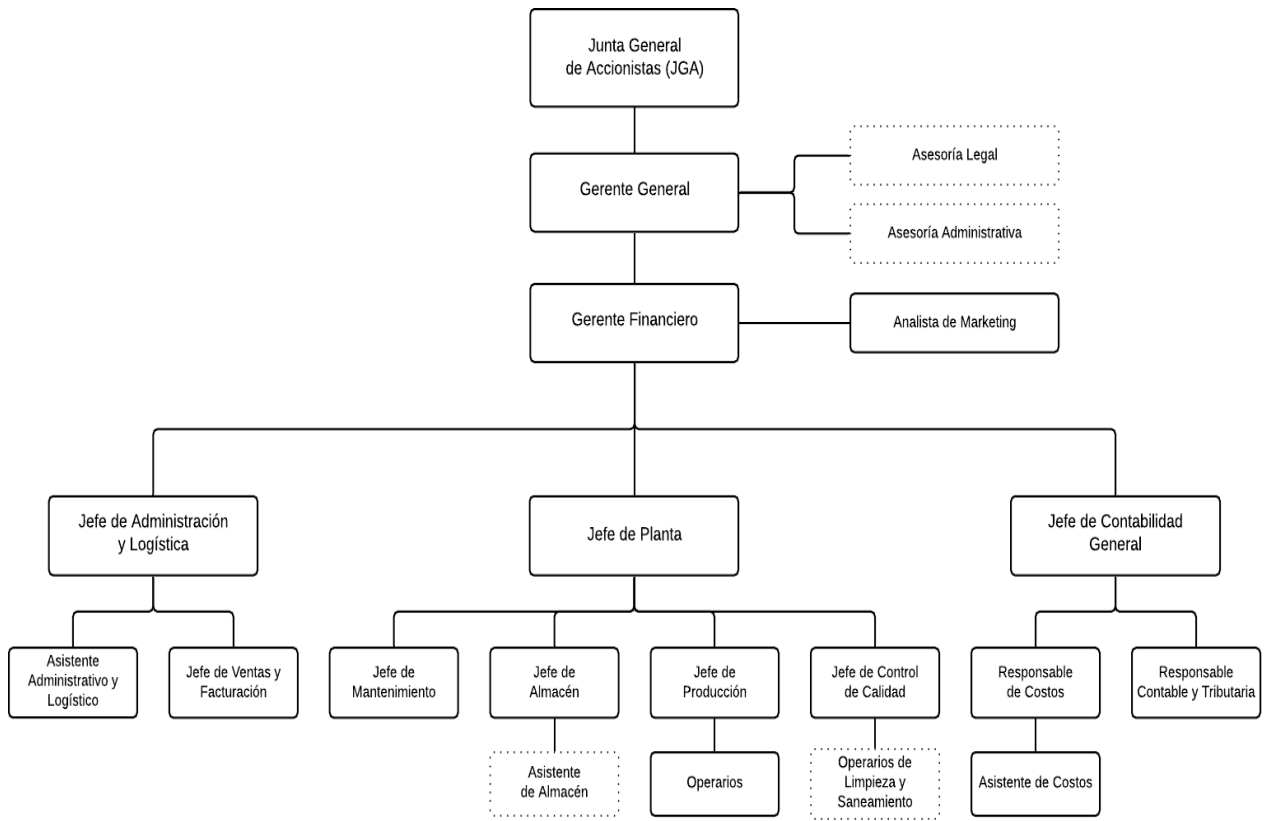 Junta General
de Accionistas (JGA)
Gerente General
Asesoría Legal
Asesoría Administrativa
Gerente Financiero
Analista de Marketing
Jefe de Administración
y Logística
Jefe de Planta
Jefe de Contabilidad
General
Asistente
Administrativo y
Logístico
Jefe de Ventas y
Facturación
Jefe de
Mantenimiento
Jefe de
Almacén
Jefe de
Producción
Jefe de Control
de Calidad
Responsable
de Costos
Responsable
Contable y Tributaria
Asistente
de Almacén
Operarios
Operarios de
Limpieza y
Saneamiento
Asistente de Costos